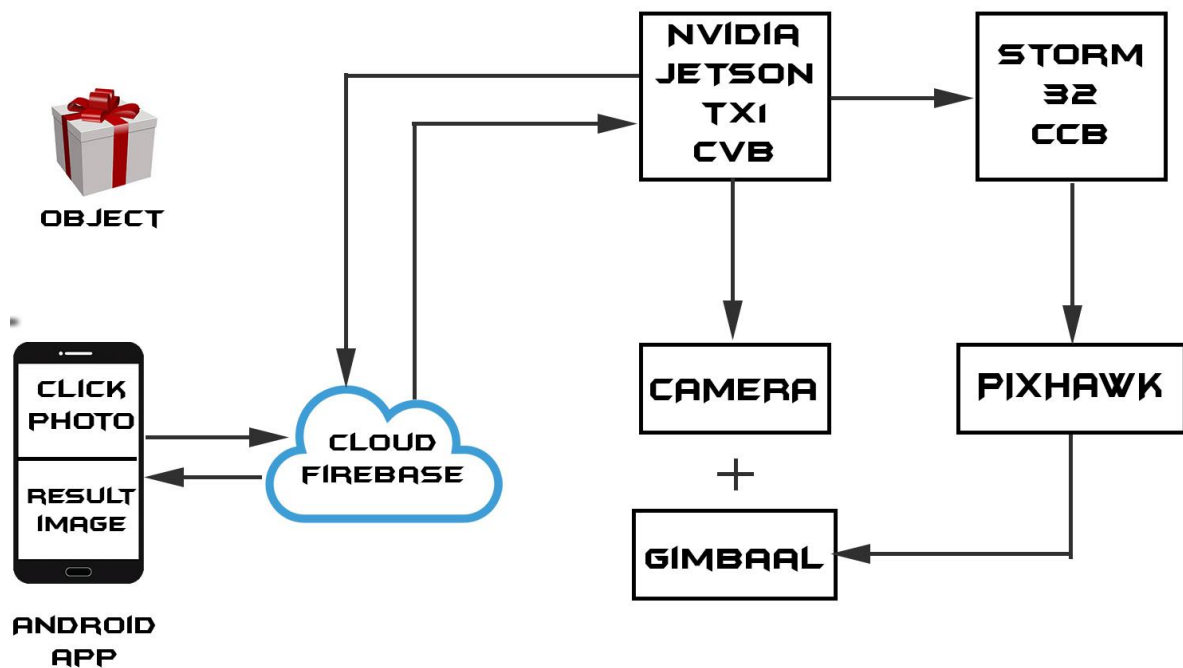 NVIDIA
JETSON
TX1
CVB
STORM
32
CCB
OBJECT
CLICK
PHOTO
RESULT
IMAGE
ANDROID
APP
CLOUD
FIREBASE
CAMERA
+
GIMBAAL
PIXHAWK